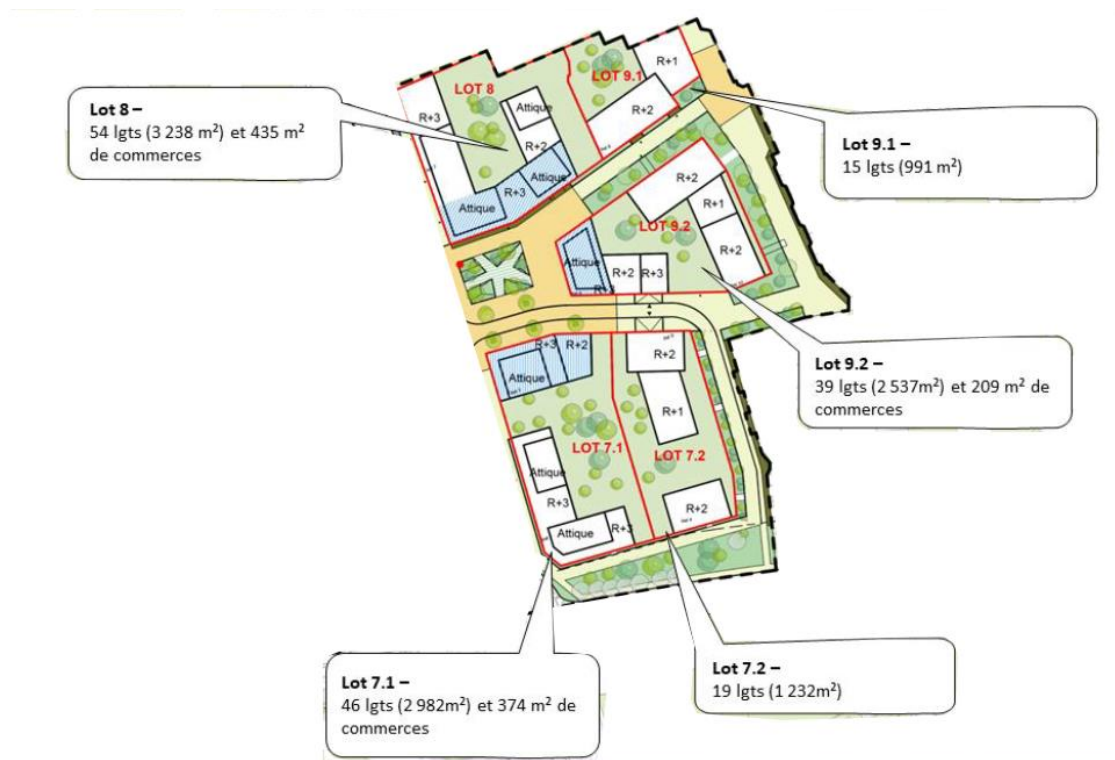 Lot 8 –
54 lgts (3 238 m²) et 435 m²
de commerces
LOT 8
R+3
Attique
R+2
Attique
R+3
Attique
LOT 9.1
R+1
R+2
Lot 9.1 –
15 lgts (991 m²)
R+2
R+1
LOT 9.2
R+2
Attique
R+2
R+3
R+3
Lot 9.2 –
39 lgts (2 537m²) et 209 m² de
commerces
R+3
R+2
Attique
R+2
R+1
LOT 7.1
LOT 7.2
Attique
R+3
R+2
Attique
R+3
Lot 7.1 –
46 lgts (2 982m²) et 374 m² de
commerces
Lot 7.2 –
19 lgts (1 232m²)